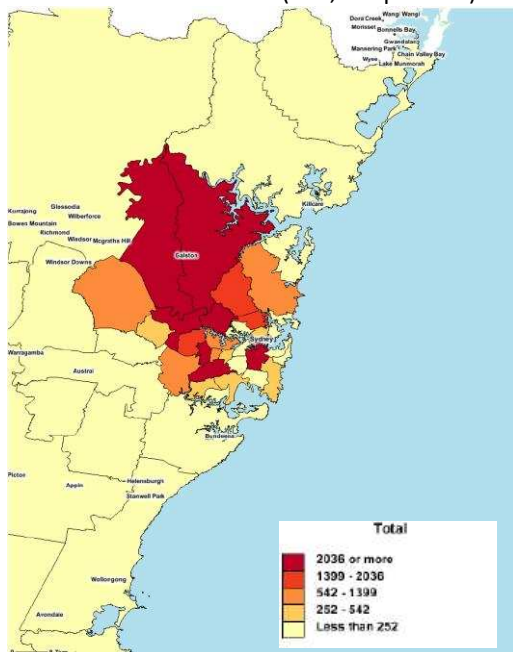 Wangi Wangi
Dora Creek
Morisset
Bonnells Bay
Gwandalan
Mannering Park
Chain Valley Bay
Wyee
Lake Munmorah
Killcare
Kurrajong
Glossodia
Wilberforce
Bowen Mountain
Richmond
Windsor
Mcgraths Hill
Galston
Windsor Downs
Sydney
Warragamba
Austral
Bundeena
Picton
Appin
Helensburgh
Stanwell Park
Wollongong
Avondale
Total
2036 or more
1399 - 2036
542 - 1399
252 - 542
Less than 252